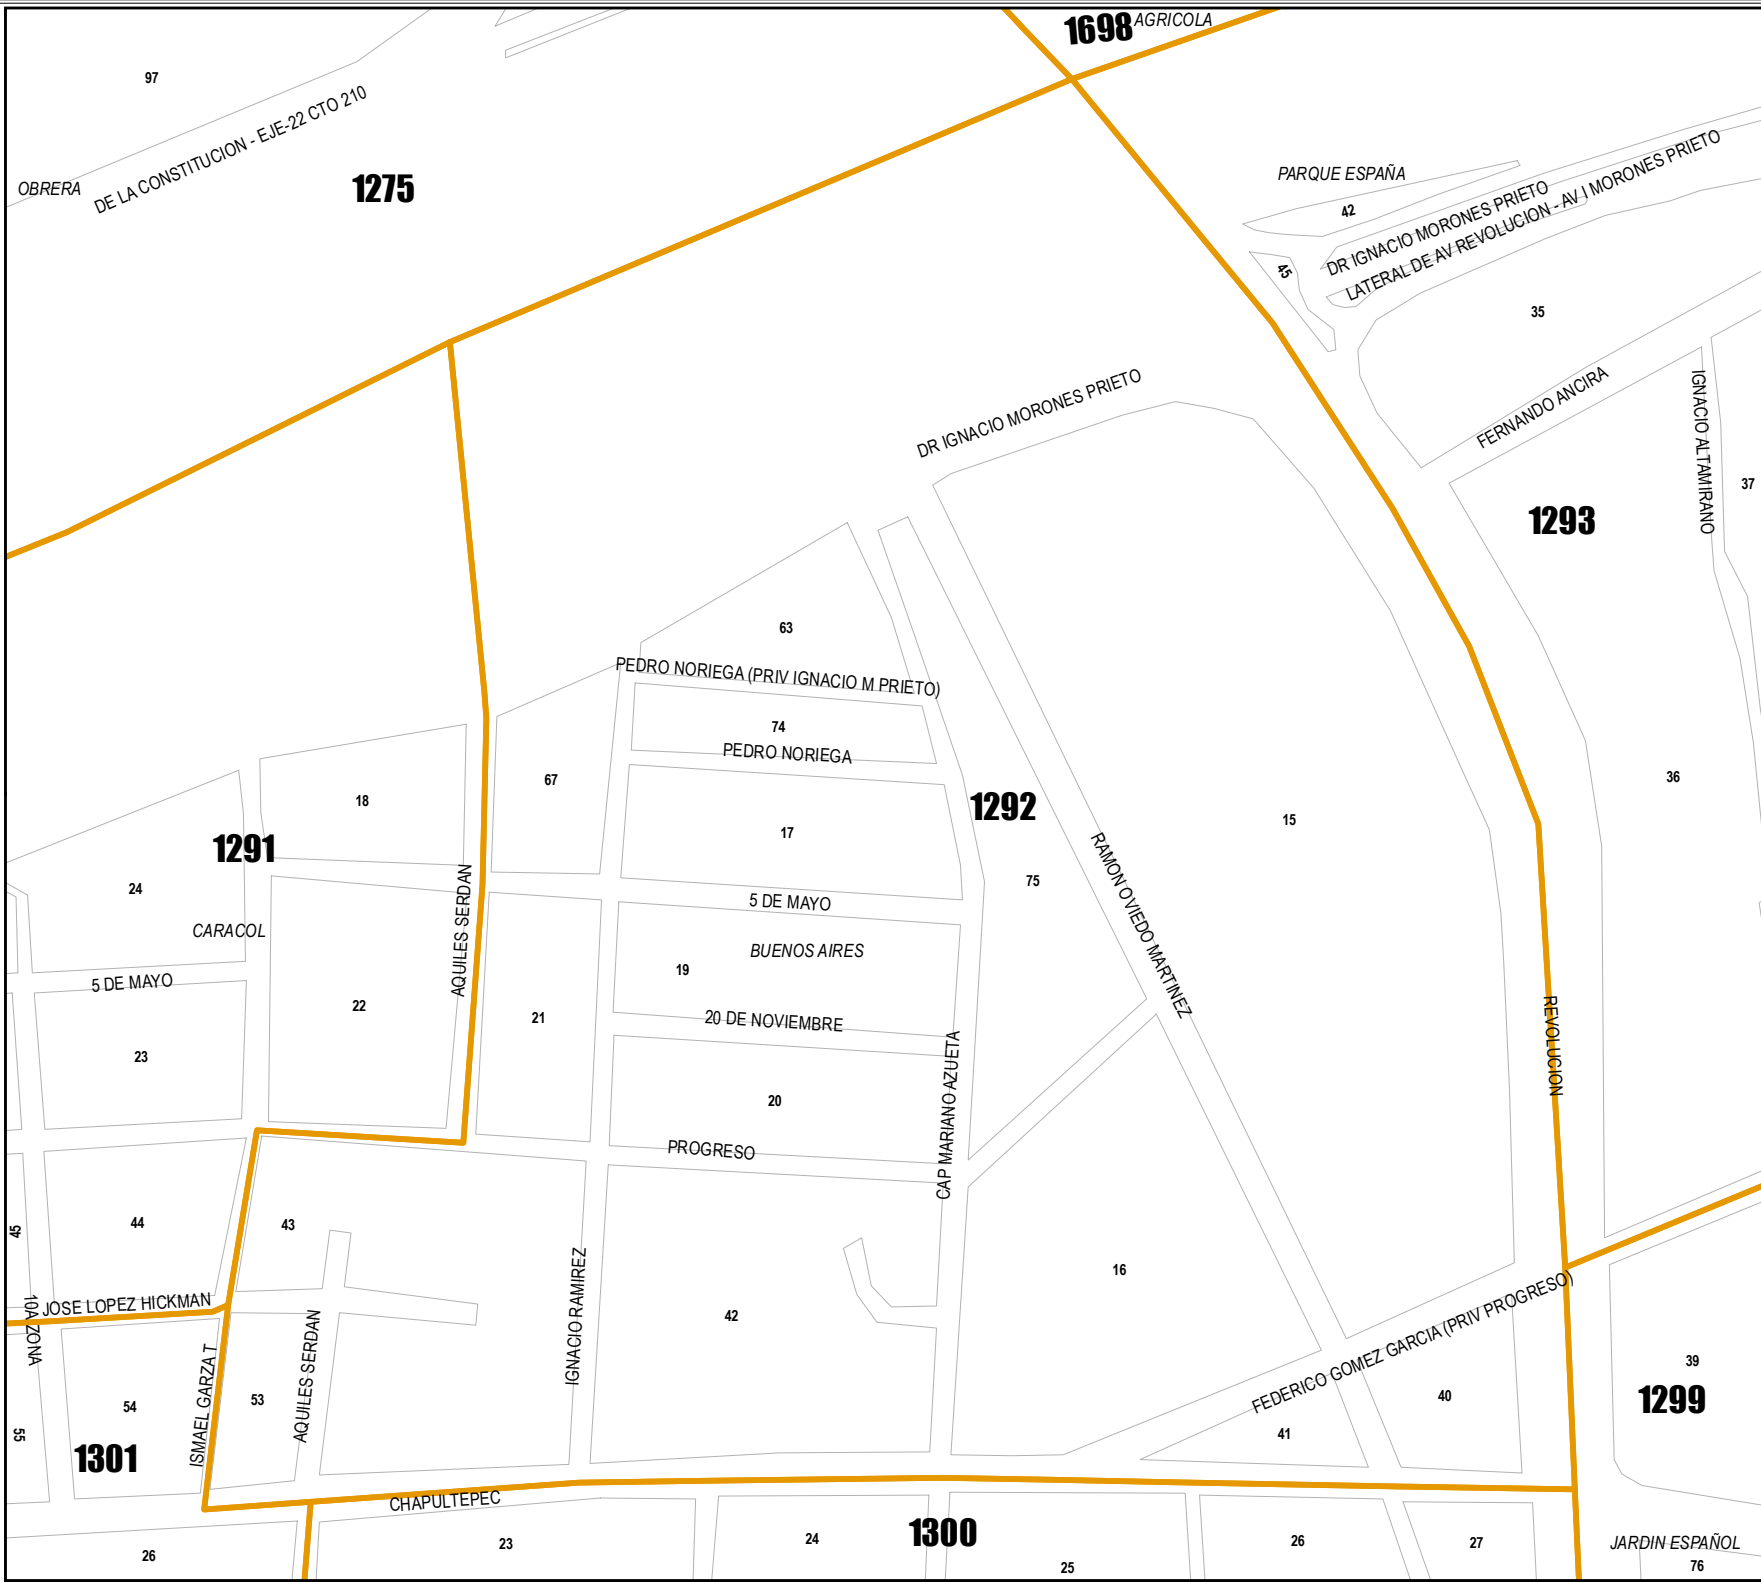 1698 AGRICOLA
97
DE LA CONSTITUCION - EJE-22 CTO 210
OBRERA
1275
PARQUE ESPAÑA
42
DR IGNACIO MORONES PRIETO
LATERAL DE AV REVOLUCION - AV I MORONES PRIETO
45
35
DR IGNACIO MORONES PRIETO
FERNANDO ANCIRA
IGNACIO ALTAMIRANO
37
1293
63
PEDRO NORIEGA (PRIV IGNACIO M PRIETO)
74
PEDRO NORIEGA
67
18
1292
36
17
15
1291
RAMON OVIEDO MARTINEZ
24
75
5 DE MAYO
CARACOL
AQUILES SERDAN
BUENOS AIRES
19
5 DE MAYO
22
21
20 DE NOVIEMBRE
REVOLUCION
23
CAP MARIANO AZUETA
20
PROGRESO
44
43
45
16
10A ZONA
JOSE LOPEZ HICKMAN
IGNACIO RAMIREZ
42
FEDERICO GOMEZ GARCIA (PRIV PROGRESO)
AQUILES SERDAN
ISMAEL GARZA T
39
1299
40
53
54
55
41
1301
CHAPULTEPEC
1300
26
23
24
25
26
27
JARDIN ESPAÑOL
76